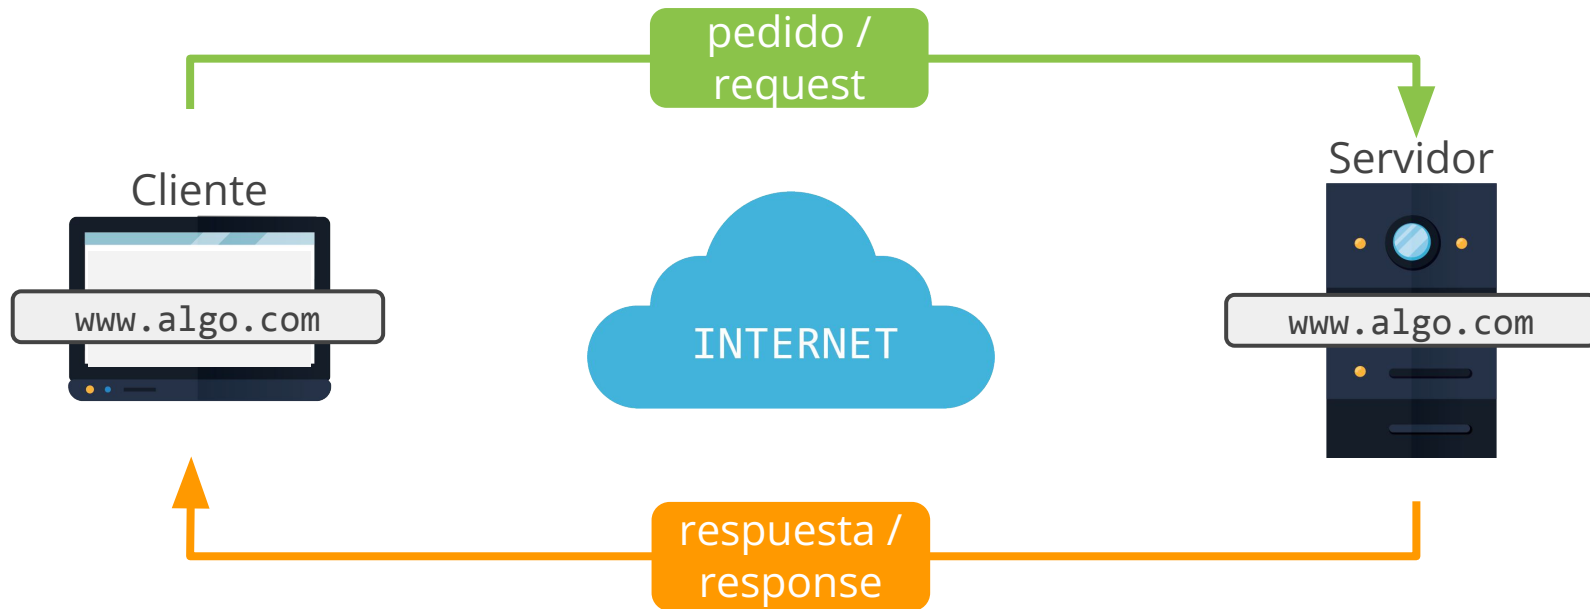 pedido /
request
Cliente
Servidor
www.algo.com
INTERNET
www.algo.com
respuesta /
response